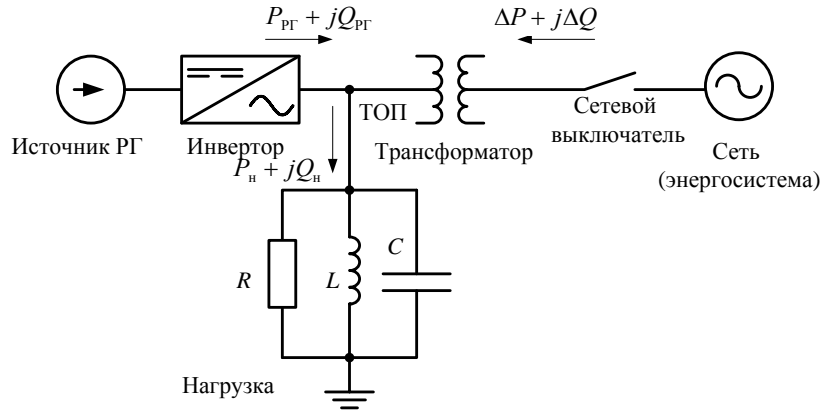 P_РГ + jQ_РГ
ΔP + jΔQ
ТОП
Источник РГ
Инвертор
Трансформатор
Сетевой
выключатель
Сеть
(энергосистема)
P_н + jQ_н
R
L
C
Нагрузка